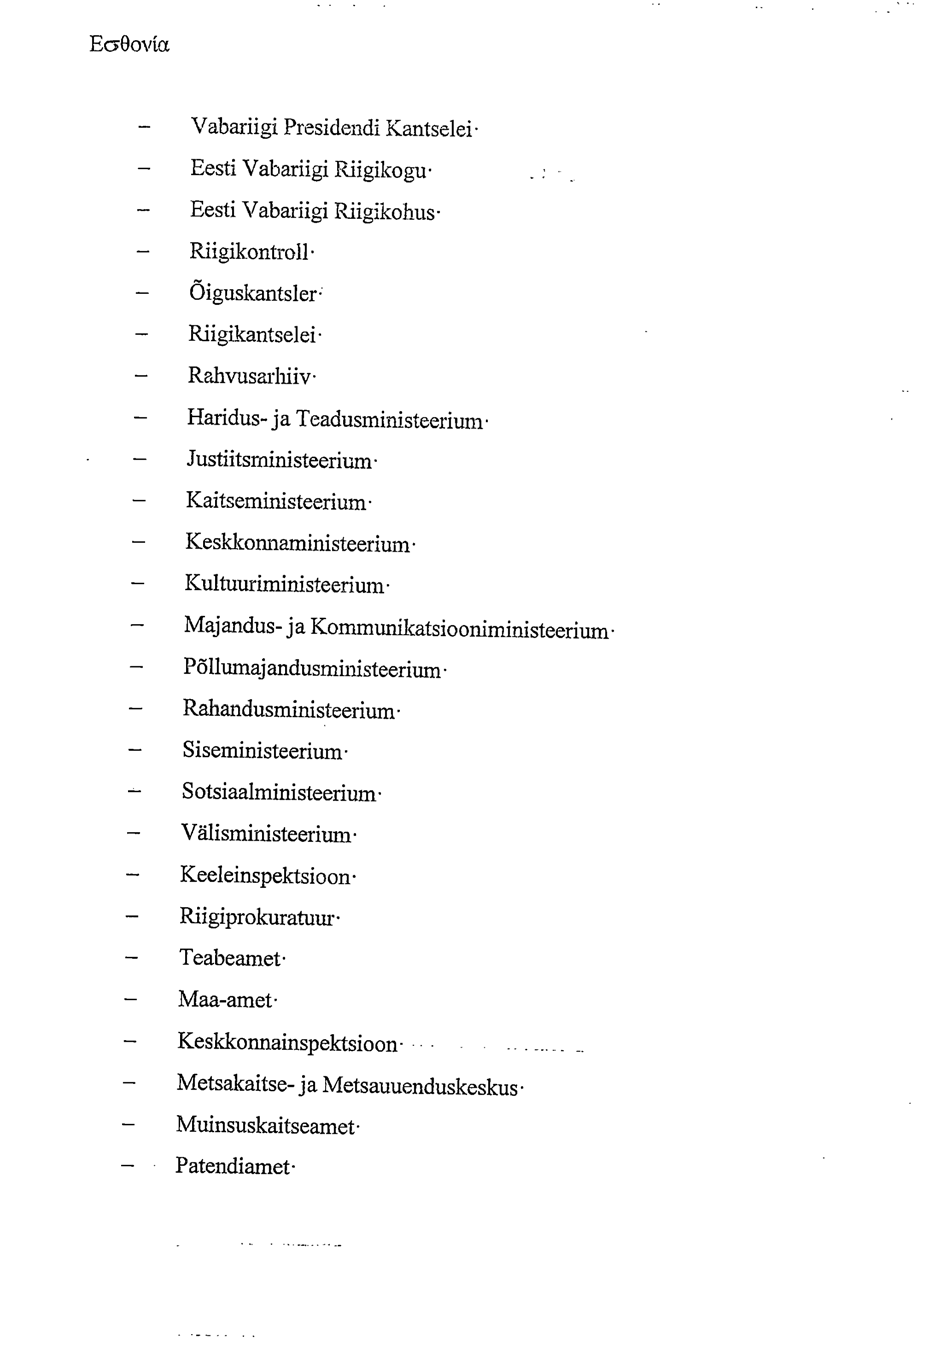 Εσθονία
– Vabariigi Presidendi Kantselei·
– Eesti Vabariigi Riigikogu·
– Eesti Vabariigi Riigikohus·
– Riigikontroll·
– Õiguskantsler·
– Riigikantselei·
– Rahvusarhiiv·
– Haridus- ja Teadusministeerium·
– Justiitsministeerium·
– Kaitseministeerium·
– Keskkonnaministeerium·
– Kultuuriministeerium·
– Majandus- ja Kommunikatsiooniministeerium·
– Põllumajandusministeerium·
– Rahandusministeerium·
– Siseministeerium·
– Sotsiaalministeerium·
– Välisministeerium·
– Keeleinspektsioon·
– Riigiprokuratuur·
– Teabeamet·
– Maa-amet·
– Keskkonnainspektsioon·
– Metsakaitse- ja Metsauuenduskeskus·
– Muinsuskaitseamet·
– Patendiamet·